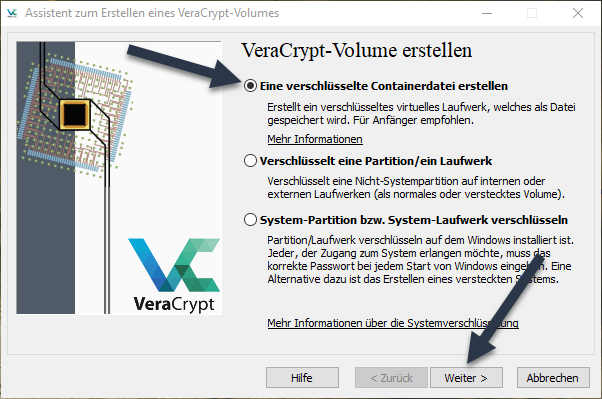 Assistent zum Erstellen eines VeraCrypt-Volumes
VeraCrypt-Volume erstellen
Eine verschlüsselte Containerdatei erstellen
Erstellt ein verschlüsseltes virtuelles Laufwerk, welches als Datei
gespeichert wird. Für Anfänger empfohlen.
Mehr Informationen
Verschlüsselt eine Partition/ein Laufwerk
Verschlüsselt eine Nicht-Systempartition auf internen oder
externen Laufwerken (als normales oder verstecktes Volume).
System-Partition bzw. System-Laufwerk verschlüsseln
Partition/Laufwerk verschlüsseln auf dem Windows installiert ist.
Jeder, der Zugang zum System erlangen möchte, muss das
korrekte Passwort bei jedem Start von Windows eingeben. Eine
Alternative dazu ist das Erstellen eines versteckten Systems.
VeraCrypt
Mehr Informationen über die Systemverschlüsselung
Hilfe
< Zurück
Weiter >
Abbrechen